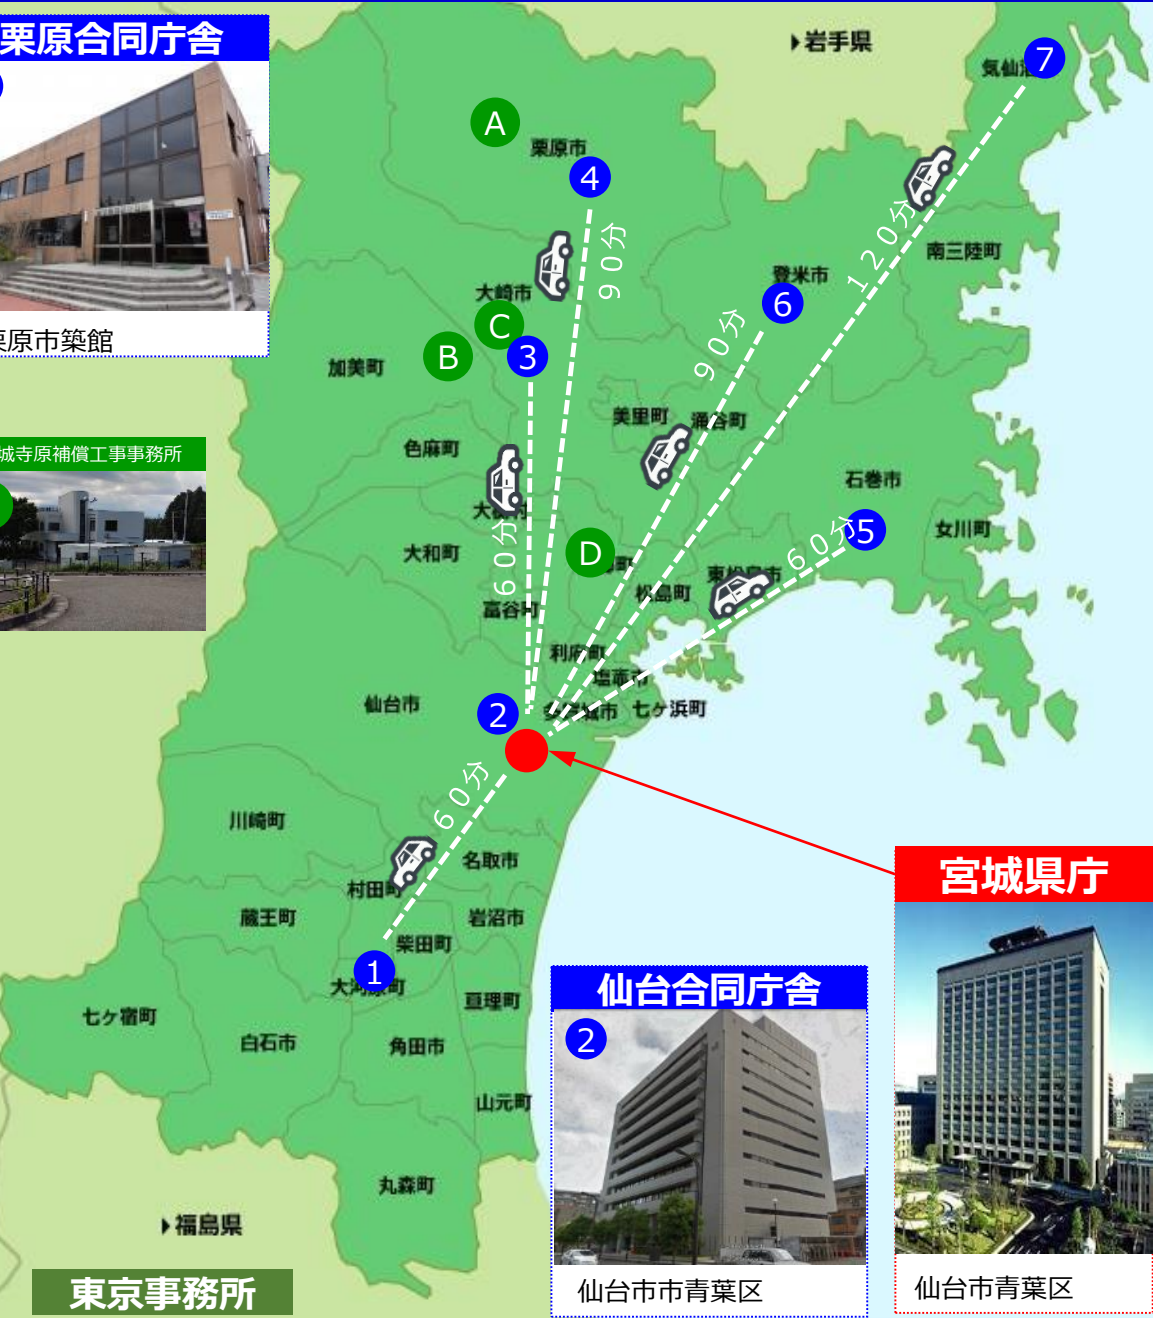 栗原合同庁舎
栗原市築館
城寺原補償工事事務所
岩手県
7
A
栗原市
4
90分
120分
南三陸町
登米市
6
大崎市
C
B
3
90分
加美町
美里町
涌谷町
色麻町
石巻市
女川町
60分
大和町
D
60分
5
松島町
富谷町
利府町
塩竈市
仙台市
2
多賀城市
七ケ浜町
60分
川崎町
名取市
村田町
蔵王町
岩沼市
柴田町
1
大河原町
七ケ宿町
亘理町
白石市
角田市
山元町
丸森町
福島県
東京事務所
仙台合同庁舎
2
仙台市市青葉区
宮城県庁
仙台市青葉区